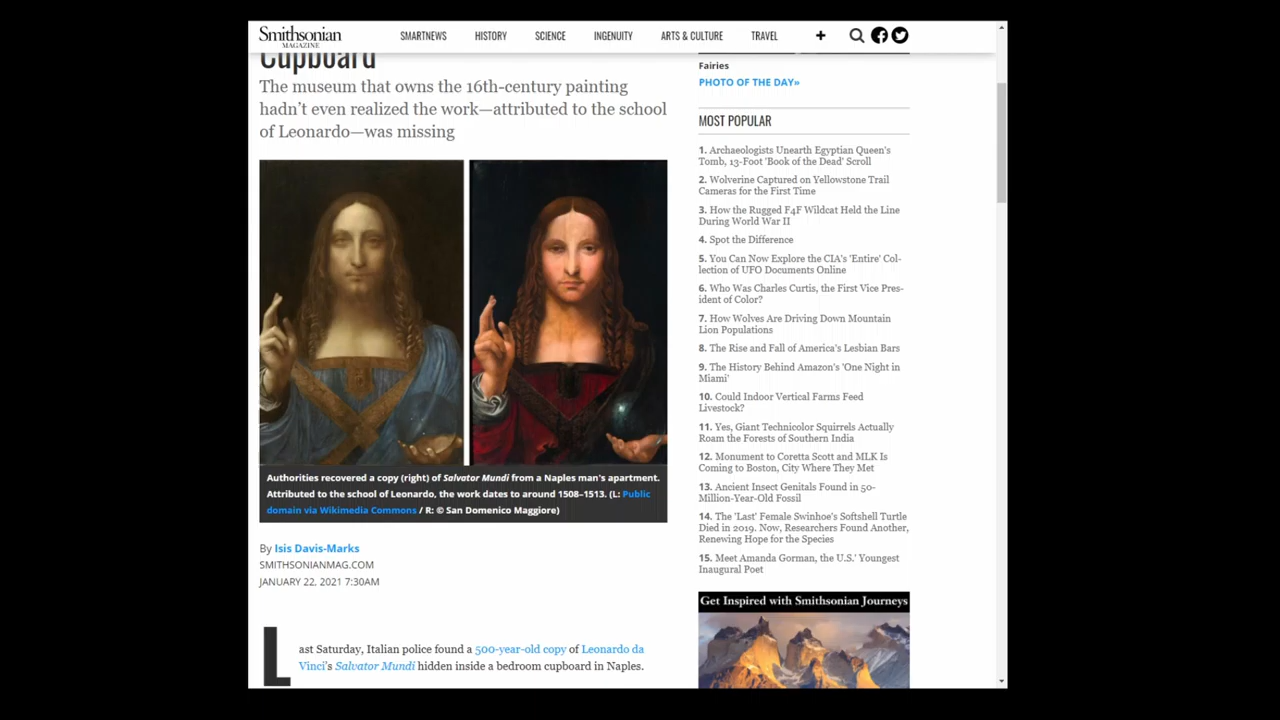 Smithsonian
MAGAZINE
SMARTNEWS
HISTORY
SCIENCE
INGENUITY
ARTS & CULTURE
TRAVEL
+
Cupboard
The museum that owns the 16th-century painting
hadn’t even realized the work—attributed to the school
of Leonardo—was missing
Authorities recovered a copy (right) of Salvator Mundi from a Naples man's apartment.
Attributed to the school of Leonardo, the work dates to around 1508–1513. (L: Public
domain via Wikimedia Commons / R: © San Domenico Maggiore)
By Isis Davis-Marks
SMITHSONIANMAG.COM
JANUARY 22, 2021 7:30AM
Last Saturday, Italian police found a 500-year-old copy of Leonardo da
Vinci's Salvator Mundi hidden inside a bedroom cupboard in Naples.
Fairies
PHOTO OF THE DAY»
MOST POPULAR
1. Archaeologists Unearth Egyptian Queen's
Tomb, 13-Foot 'Book of the Dead' Scroll
2. Wolverine Captured on Yellowstone Trail
Cameras for the First Time
3. How the Rugged F4F Wildcat Held the Line
During World War II
4. Spot the Difference
5. You Can Now Explore the CIA's 'Entire' Col-
lection of UFO Documents Online
6. Who Was Charles Curtis, the First Vice Pres-
ident of Color?
7. How Wolves Are Driving Down Mountain
Lion Populations
8. The Rise and Fall of America's Lesbian Bars
9. The History Behind Amazon's 'One Night in
Miami'
10. Could Indoor Vertical Farms Feed
Livestock?
11. Yes, Giant Technicolor Squirrels Actually
Roam the Forests of Southern India
12. Monument to Coretta Scott and MLK Is
Coming to Boston, City Where They Met
13. Ancient Insect Genitals Found in 50-
Million-Year-Old Fossil
14. The 'Last' Female Swinhoe's Softshell Turtle
Died in 2019. Now, Researchers Found Another,
Renewing Hope for the Species
15. Meet Amanda Gorman, the U.S.' Youngest
Inaugural Poet
Get Inspired with Smithsonian Journeys